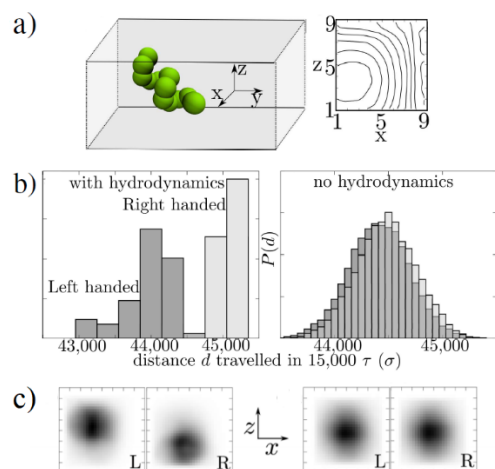 a)
z
x
y
9
z 5
1
1 5 9
x
b)
with hydrodynamics
Right handed
Left handed
43,000 44,000 45,000
no hydrodynamics
P(d)
44,000 45,000
distance d travelled in 15,000 τ (σ)
c)
L
R
z
x
L
R